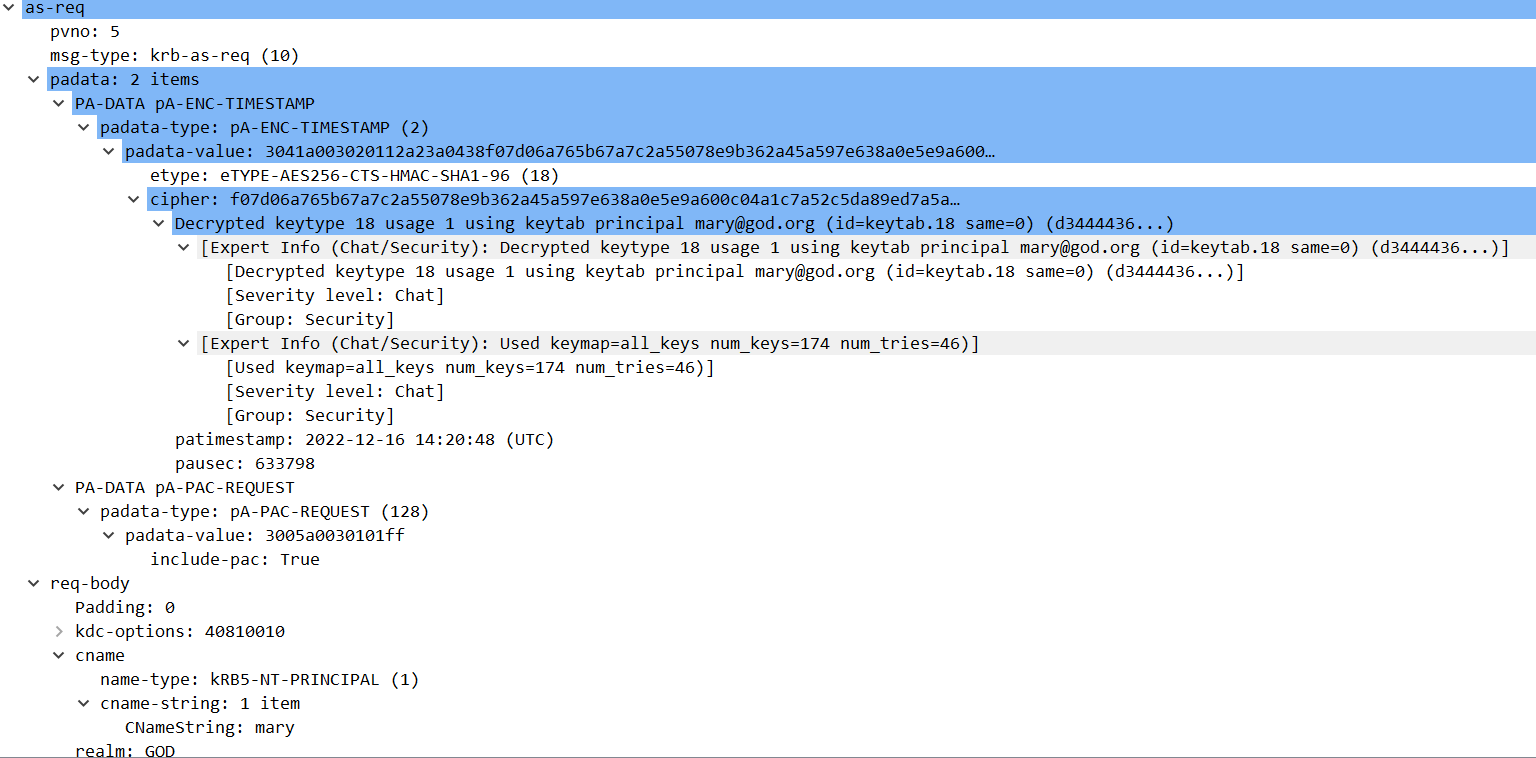 as-req
pvno: 5
msg-type: krb-as-req (10)
padata: 2 items
PA-DATA pA-ENC-TIMESTAMP
padata-type: pA-ENC-TIMESTAMP (2)
padata-value: 3041a003020112a23a0438f07d06a765b67a7c2a55078e9b362a45a597e638a0e5e9a600…
etype: eTYPE-AES256-CTS-HMAC-SHA1-96 (18)
cipher: f07d06a765b67a7c2a55078e9b362a45a597e638a0e5e9a600c04a1c7a52c5da89ed7a5a…
Decrypted keytype 18 usage 1 using keytab principal mary@god.org (id=keytab.18 same=0) (d3444436...)
[Expert Info (Chat/Security): Decrypted keytype 18 usage 1 using keytab principal mary@god.org (id=keytab.18 same=0) (d3444436...)]
[Decrypted keytype 18 usage 1 using keytab principal mary@god.org (id=keytab.18 same=0) (d3444436...)]
[Severity level: Chat]
[Group: Security]
[Expert Info (Chat/Security): Used keymap=all_keys num_keys=174 num_tries=46)]
[Used keymap=all_keys num_keys=174 num_tries=46)]
[Severity level: Chat]
[Group: Security]
patimestamp: 2022-12-16 14:20:48 (UTC)
pausec: 633798
PA-DATA pA-PAC-REQUEST
padata-type: pA-PAC-REQUEST (128)
padata-value: 3005a0030101ff
include-pac: True
req-body
Padding: 0
kdc-options: 40810010
cname
name-type: kRB5-NT-PRINCIPAL (1)
cname-string: 1 item
CNameString: mary
realm: GOD